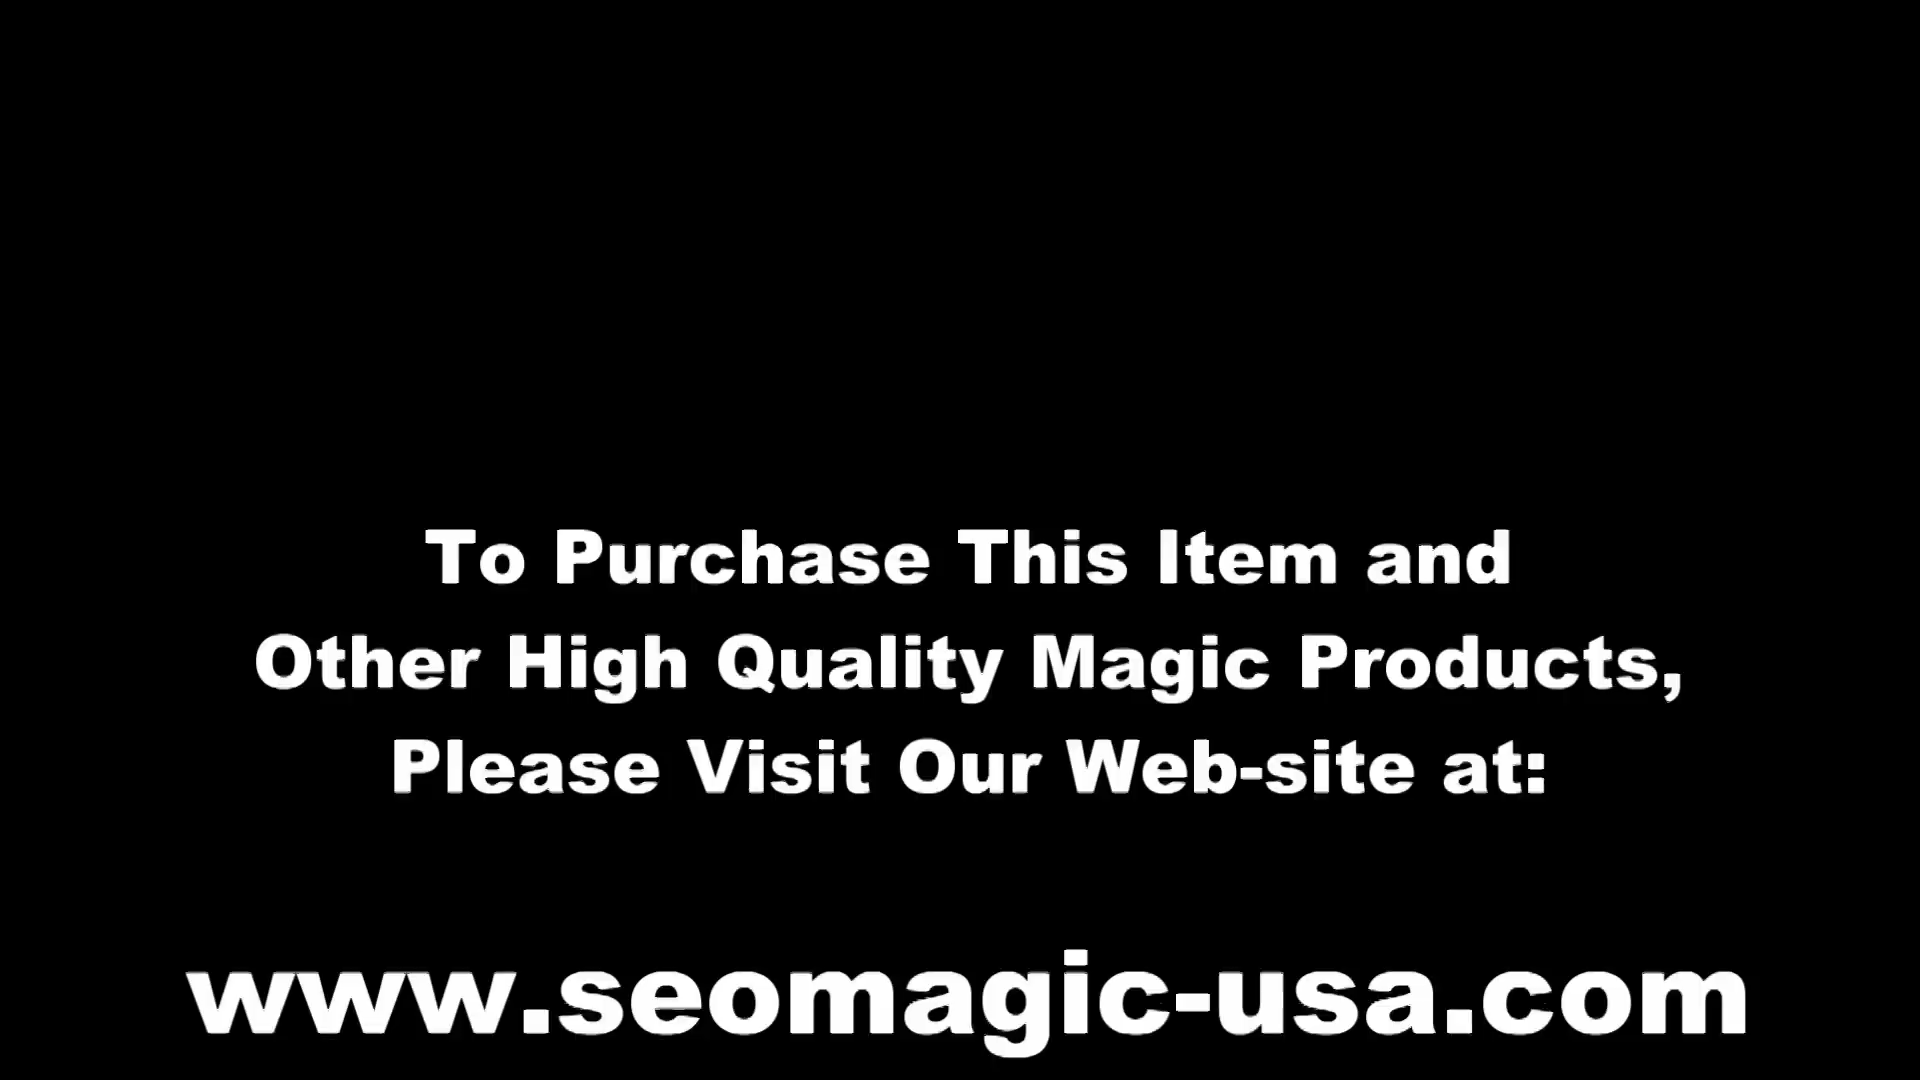 To Purchase This Item and
Other High Quality Magic Products,
Please Visit Our Web-site at:
www.seomagic-usa.com